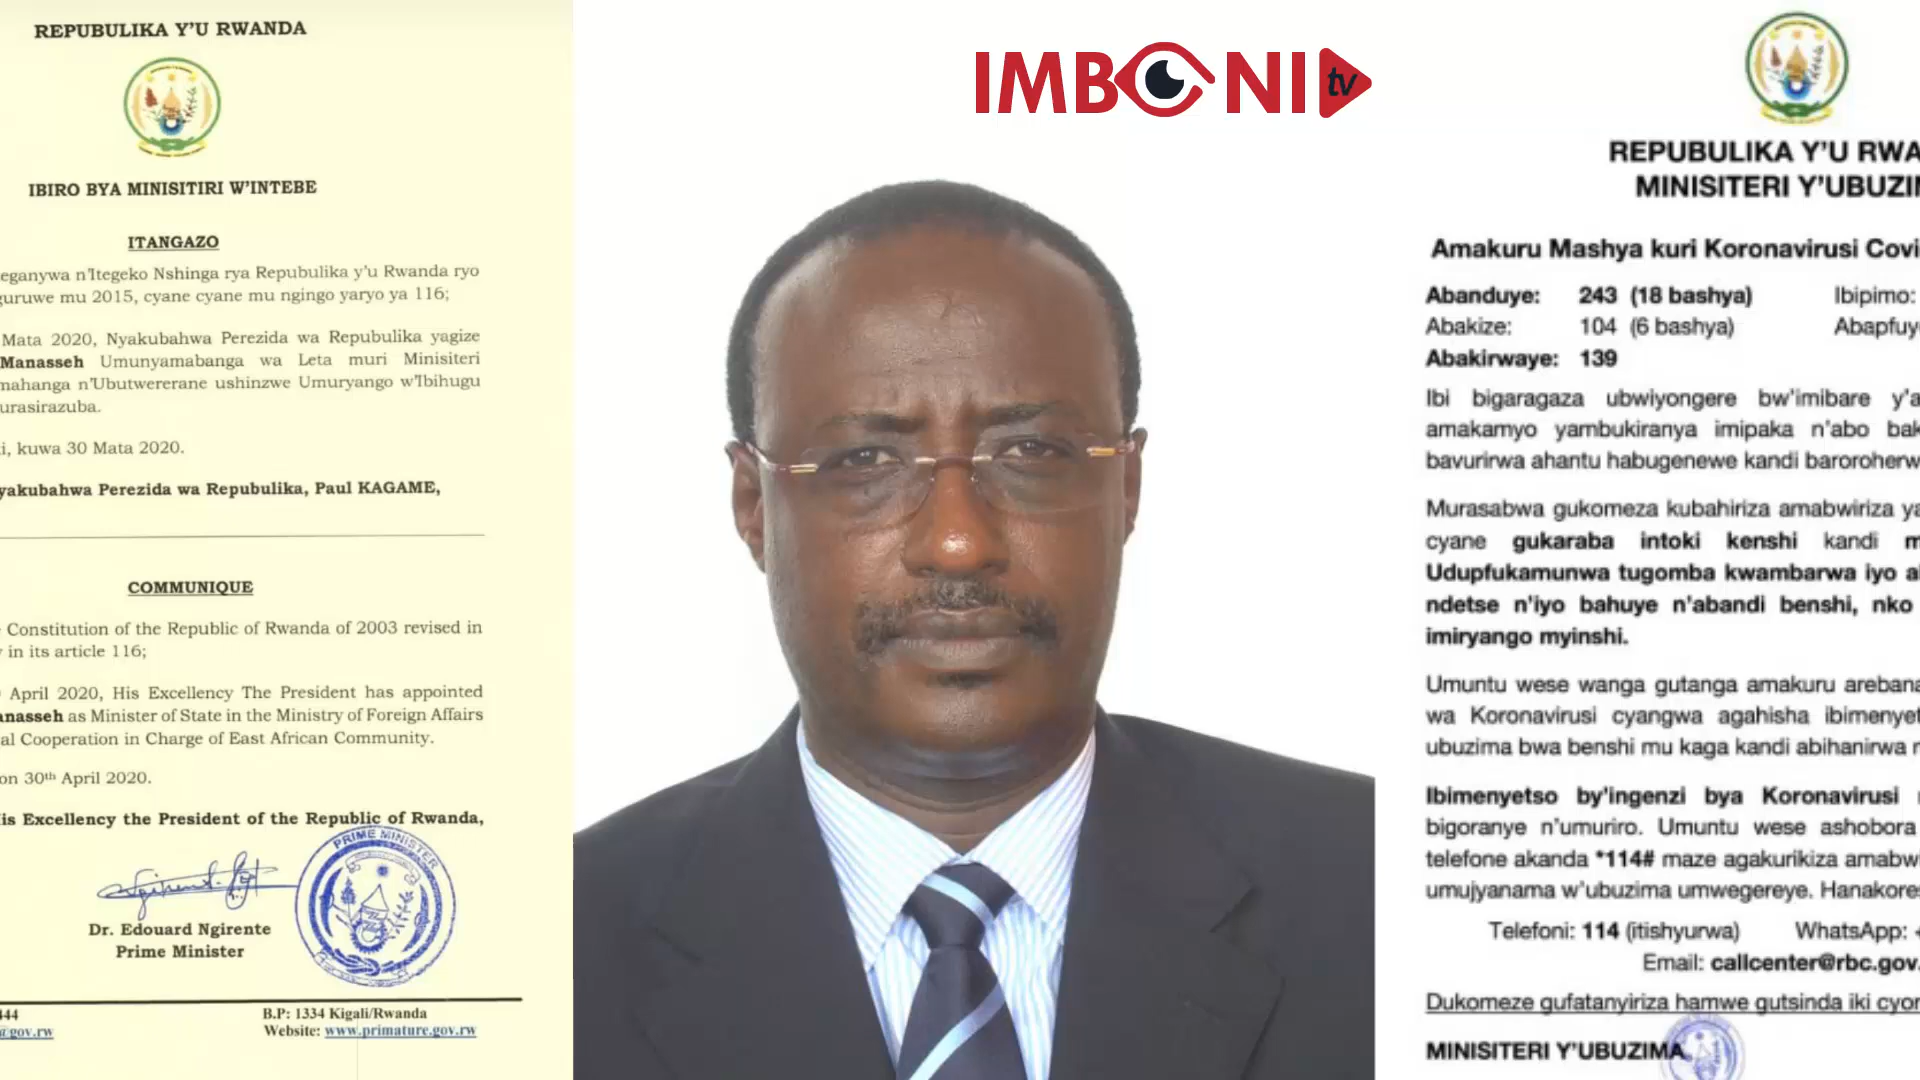 REPUBULIKA Y'U RWANDA
IBIRO BYA MINISITIRI W'INTEBE
ITANGAZO
eganywa n'Itegeko Nshinga rya Repubulika y'u Rwanda ryo
guruwe mu 2015, cyane cyane mu ngingo yaryo ya 116;
Mata 2020, Nyakubahwa Perezida wa Repubulika yagize
Manasseh Umunyamabanga wa Leta muri Minisiteri
mahanga n'Ubutwererane ushinzwe Umuryango w'Ibihugu
urasirazuba.
i, kuwa 30 Mata 2020.
yakubahwa Perezida wa Repubulika, Paul KAGAME,
COMMUNIQUE
Constitution of the Republic of Rwanda of 2003 revised in
in its article 116;
April 2020, His Excellency The President has appointed
anasseh as Minister of State in the Ministry of Foreign Affairs
al Cooperation in Charge of East African Community.
on 30th April 2020.
is Excellency the President of the Republic of Rwanda,
PRIME MINISTER
Dr. Edouard Ngirente
Prime Minister
444
B.P: 1334 Kigali/Rwanda
@gov.rw
Website: www.primature.gov.rw
IMBONI tv
REPUBULIKA Y'U RWA
MINISITERI Y'UBUZIM
Amakuru Mashya kuri Koronavirusi Covi
Abanduye: 243 (18 bashya) Ibipimo:
Abakize: 104 (6 bashya) Abapfuy
Abakirwaye: 139
Ibi bigaragaza ubwiyongere bw'imibare y'a
amakamyo yambukiranya imipaka n'abo bak
bavurirwa ahantu habugenewe kandi baroroherw
Murasabwa gukomeza kubahiriza amabwiriza ya
cyane gukaraba intoki kenshi kandi m
Udupfukamunwa tugomba kwambarwa iyo a
ndetse n'iyo bahuye n'abandi benshi, nko
imiryango myinshi.
Umuntu wese wanga gutanga amakuru arebana
wa Koronavirusi cyangwa agahisha ibimenyet
ubuzima bwa benshi mu kaga kandi abihanirwa n
Ibimenyetso by'ingenzi bya Koronavirusi
bigoranye n'umuriro. Umuntu wese ashobora
telefone akanda *114# maze agakurikiza amabwi
umujyanama w'ubuzima umwegereye. Hanakores
Telefoni: 114 (itishyurwa) WhatsApp: +
Email: callcenter@rbc.gov.
Dukomeze gufatanyiriza hamwe gutsinda iki cyor
MINISITERI Y'UBUZIMA